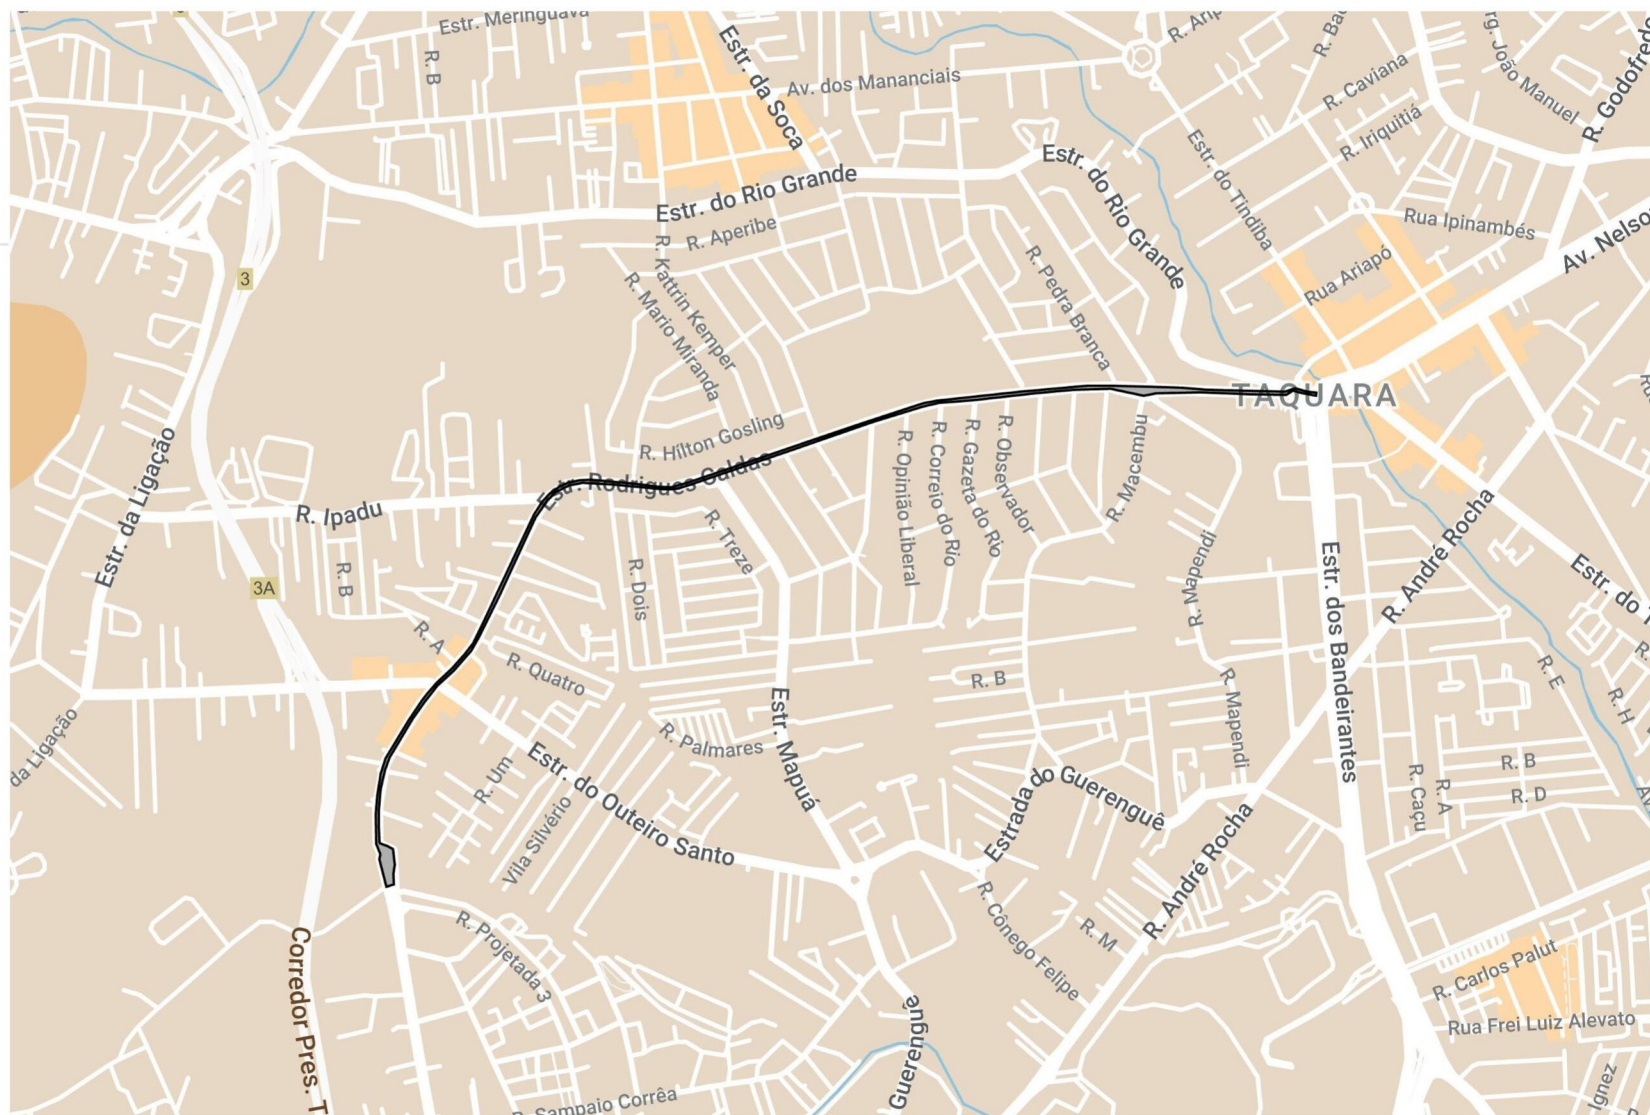 Estr. Meringuava
R. B
Estr. da Soca
Av. dos Mananciais
R. Caviana
R. Iriquitiá
rg. João Manuel
R. Godofredo
Estr. do Rio Grande
Estr. do Rio Grande
Estr. do Tindiba
Rua Ipinambés
Av. Nelso
Rua Ariapó
R. Aperibe
R. Kattrin Kemper
R. Mario Miranda
R. Pedra Branca
3
TAQUARA
R. Hílton Gosling
Estr. Rodrigues Caldas
R. Macembu
R. Opinião Liberal
R. Correio do Rio
R. Gazeta do Rio
R. Observador
Estr. da Ligação
R. Ipadu
R. Treze
R. Mapendi
R. André Rocha
Estr. do
R. B
3A
R. Dois
R. A
R. Quatro
R. B
Estr. dos Bandeirantes
R. E
R. H
R. Mapendi
da Ligação
R. Palmares
Estr. Mapuá
R. Um
Estr. do Outeiro Santo
Vila Silvério
Estrada do Guerenguê
R. Caçu
R. A
R. B
R. D
R. André Rocha
R. Cônego Felipe
R. M
R. Projetada 3
Corredor Pres. T
R. Carlos Palut
Rua Frei Luiz Alevato
Guerenguê
R. Sampaio Corrêa
Ignez